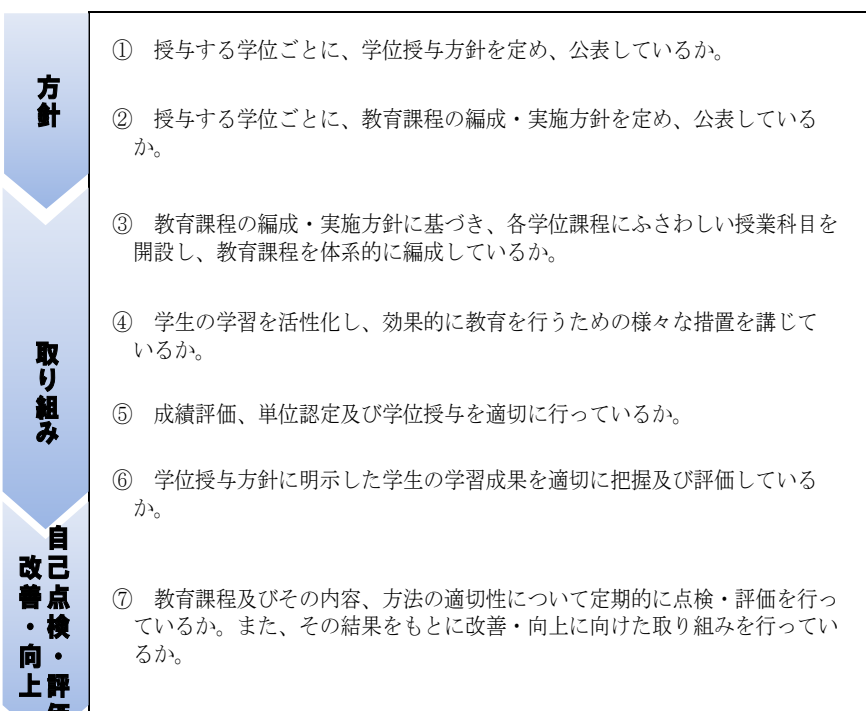 方針
① 授与する学位ごとに、学位授与方針を定め、公表しているか。
② 授与する学位ごとに、教育課程の編成・実施方針を定め、公表している
か。
取り組み
③ 教育課程の編成・実施方針に基づき、各学位課程にふさわしい授業科目を
開設し、教育課程を体系的に編成しているか。
④ 学生の学習を活性化し、効果的に教育を行うための様々な措置を講じて
いるか。
⑤ 成績評価、単位認定及び学位授与を適切に行っているか。
⑥ 学位授与方針に明示した学生の学習成果を適切に把握及び評価している
か。
自己点検・評価
改善・向上
⑦ 教育課程及びその内容、方法の適切性について定期的に点検・評価を行っ
ているか。また、その結果をもとに改善・向上に向けた取り組みを行ってい
るか。